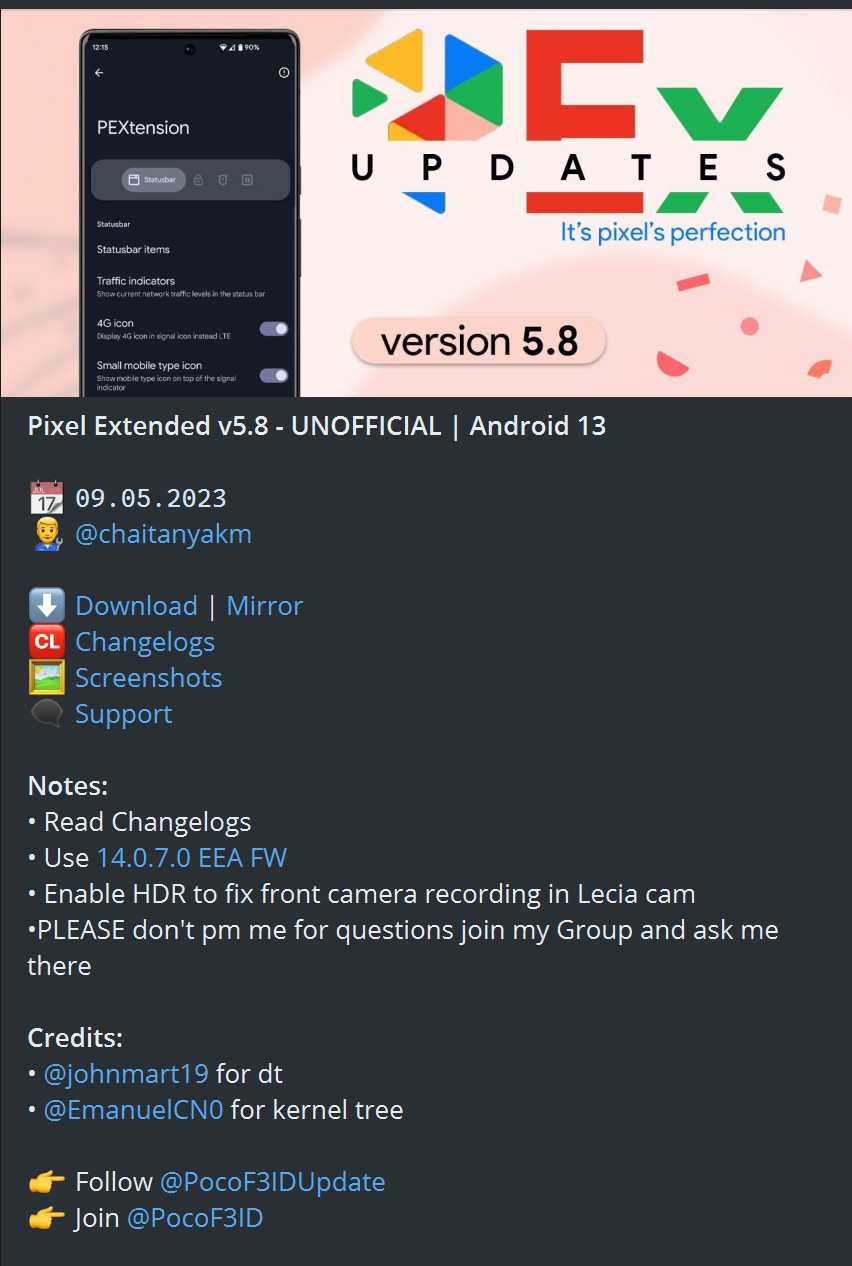 12:15
90%
PEXtension
Statusbar
Statusbar
Statusbar items
Traffic indicators
Show current network traffic levels in the status bar
4G icon
Display 4G icon in signal icon instead LTE
Small mobile type icon
Show mobile type icon on top of the signal
indicator
PEx
UPDATES
It's pixel's perfection
version 5.8
Pixel Extended v5.8 - UNOFFICIAL | Android 13
JUL
17
09.05.2023
@chaitanyakm
Download | Mirror
CL Changelogs
Screenshots
Support
Notes:
• Read Changelogs
• Use 14.0.7.0 EEA FW
• Enable HDR to fix front camera recording in Lecia cam
•PLEASE don't pm me for questions join my Group and ask me
there
Credits:
• @johnmart19 for dt
• @EmanuelCN0 for kernel tree
Follow @PocoF3IDUpdate
Join @PocoF3ID